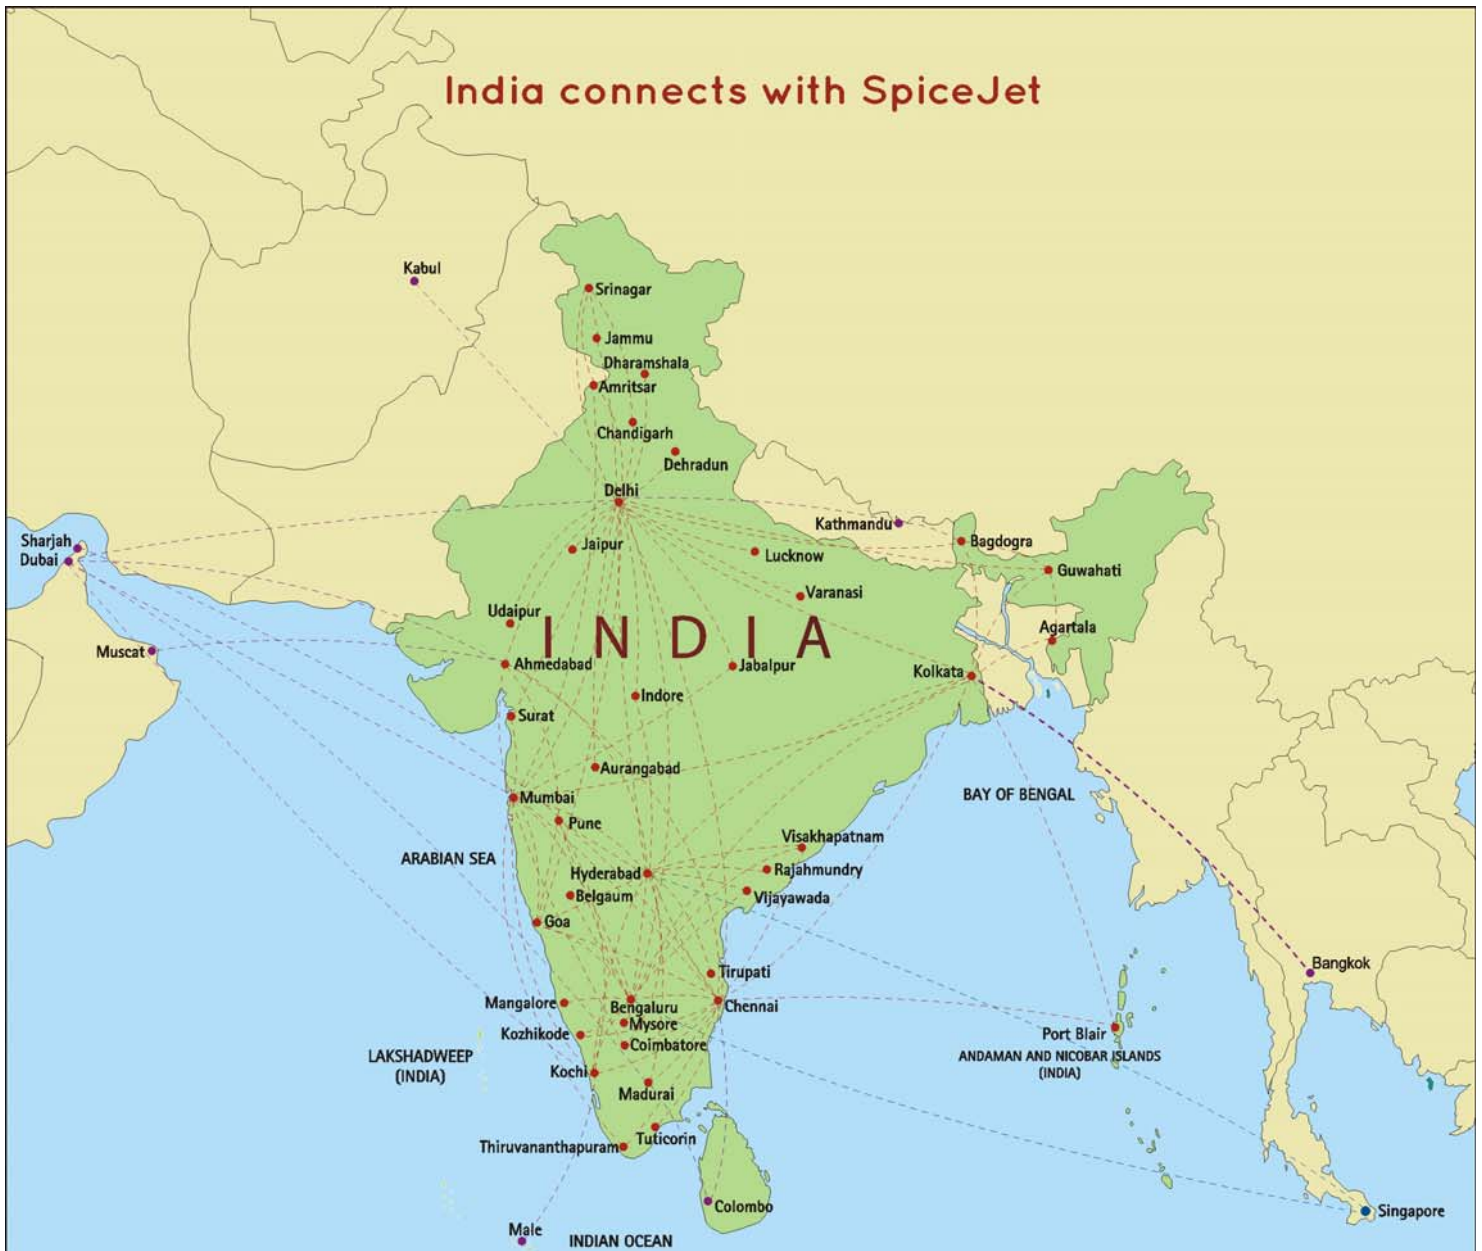 India connects with SpiceJet
Kabul
Srinagar
Jammu
Dharamshala
Amritsar
Chandigarh
Dehradun
Delhi
Kathmandu
Bagdogra
Sharjah
Dubai
Jaipur
Lucknow
Guwahati
Varanasi
Udaipur
INDIA
Agartala
Muscat
Ahmedabad
Jabalpur
Kolkata
Indore
Surat
Aurangabad
Mumbai
BAY OF BENGAL
Pune
Visakhapatnam
ARABIAN SEA
Hyderabad
Rajahmundry
Belgaum
Vijayawada
Goa
Bangkok
Tirupati
Mangalore
Bengaluru
Chennai
Mysore
Kozhikode
Port Blair
Coimbatore
LAKSHADWEEP
(INDIA)
ANDAMAN AND NICOBAR ISLANDS
(INDIA)
Kochi
Madurai
Tuticorin
Thiruvananthapuram
Colombo
Singapore
Male
INDIAN OCEAN